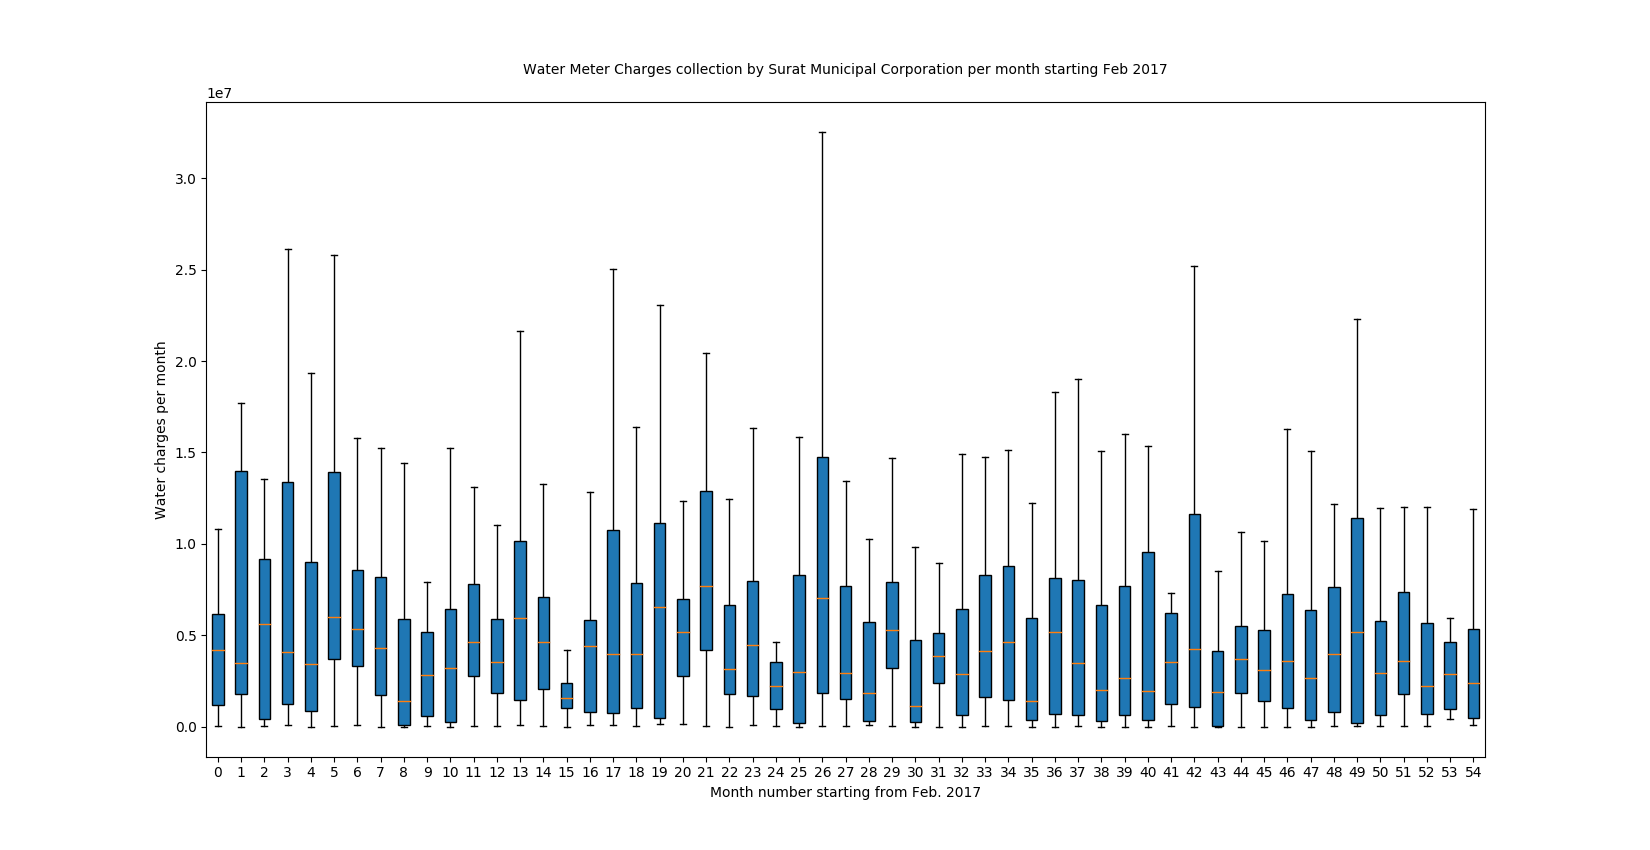 Water Meter Charges collection by Surat Municipal Corporation per month starting Feb 2017
1e7
3.0
2.5
2.0
1.5
1.0
0.5
0.0
Water charges per month
0 1 2 3 4 5 6 7 8 9 10 11 12 13 14 15 16 17 18 19 20 21 22 23 24 25 26 27 28 29 30 31 32 33 34 35 36 37 38 39 40 41 42 43 44 45 46 47 48 49 50 51 52 53 54
Month number starting from Feb. 2017